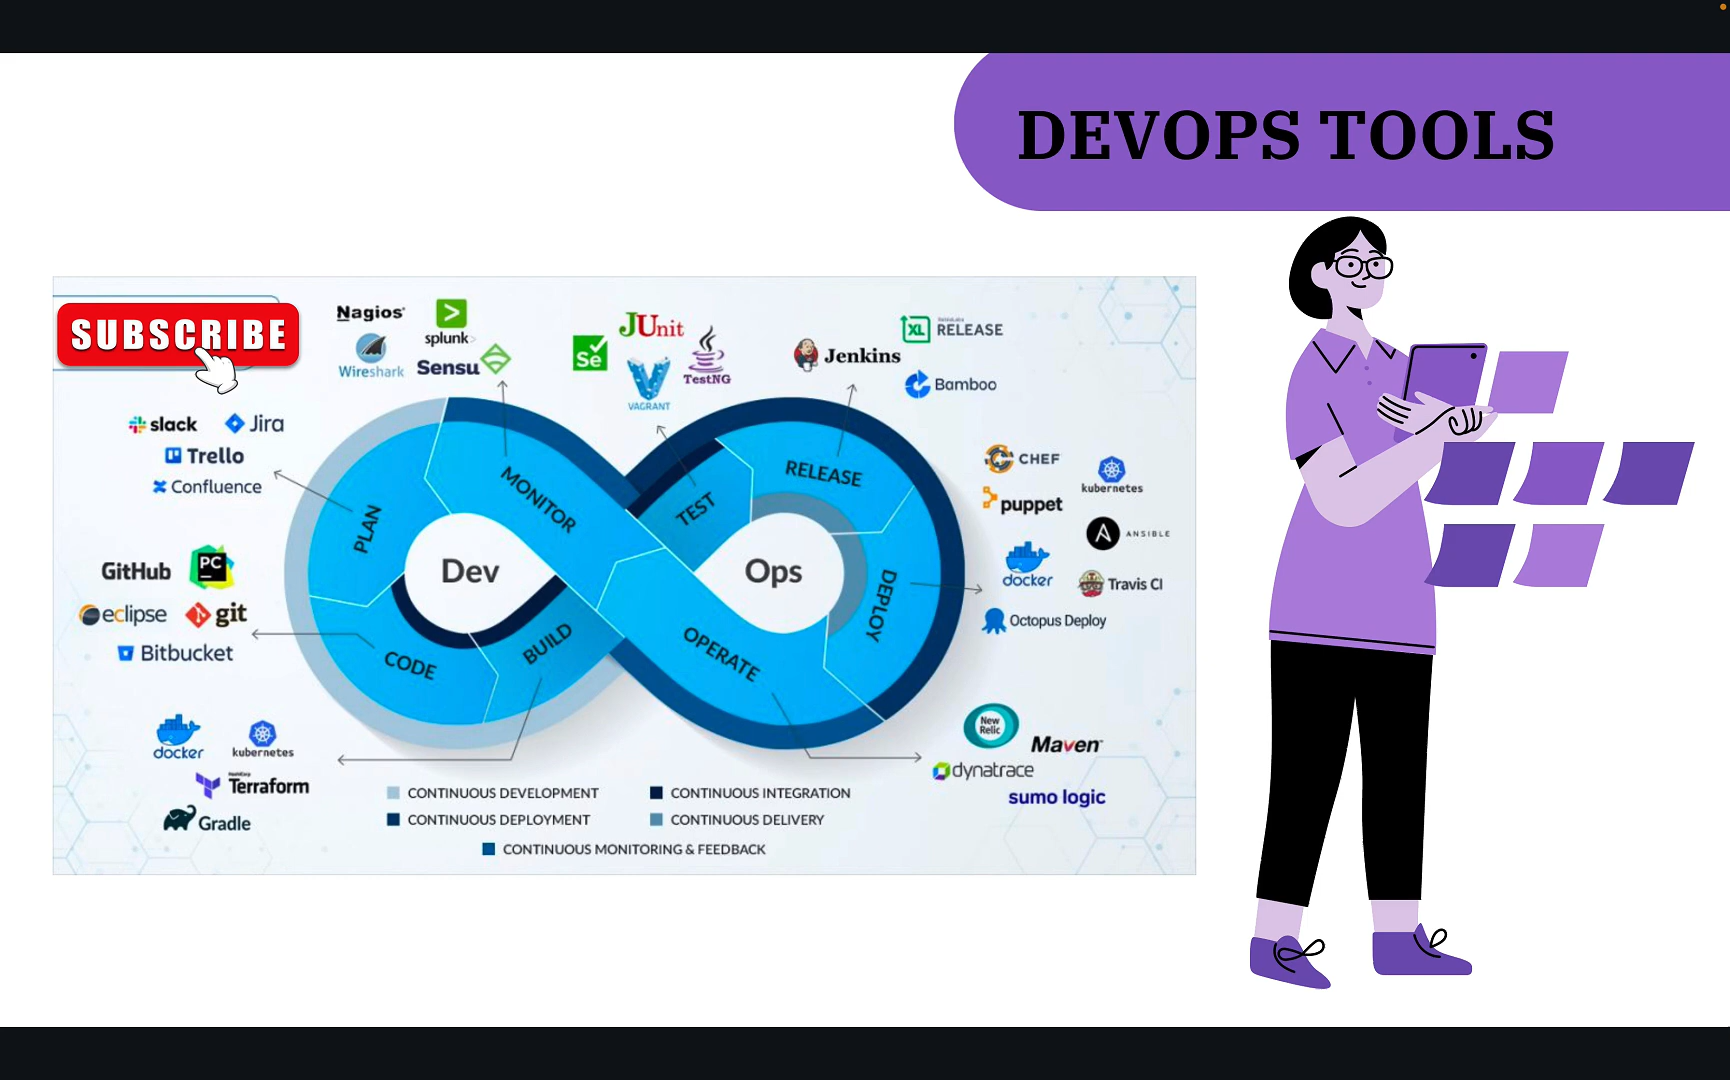 DEVOPS TOOLS
SUBSCRIBE
Nagios®
splunk>
Wireshark
Sensu
Se
JUnit
VAGRANT
TestNG
Jenkins
XL RELEASE
Bamboo
slack
Jira
Trello
Confluence
GitHub
PC
eclipse
git
Bitbucket
docker
kubernetes
HashiCorp
Terraform
Gradle
PLAN
MONITOR
TEST
RELEASE
Dev
Ops
CODE
BUILD
OPERATE
DEPLOY
CHEF
kubernetes
puppet
A ANSIBLE
docker
Travis CI
Octopus Deploy
New
Relic
Maven™
dynatrace
sumo logic
CONTINUOUS DEVELOPMENT
CONTINUOUS INTEGRATION
CONTINUOUS DEPLOYMENT
CONTINUOUS DELIVERY
CONTINUOUS MONITORING & FEEDBACK